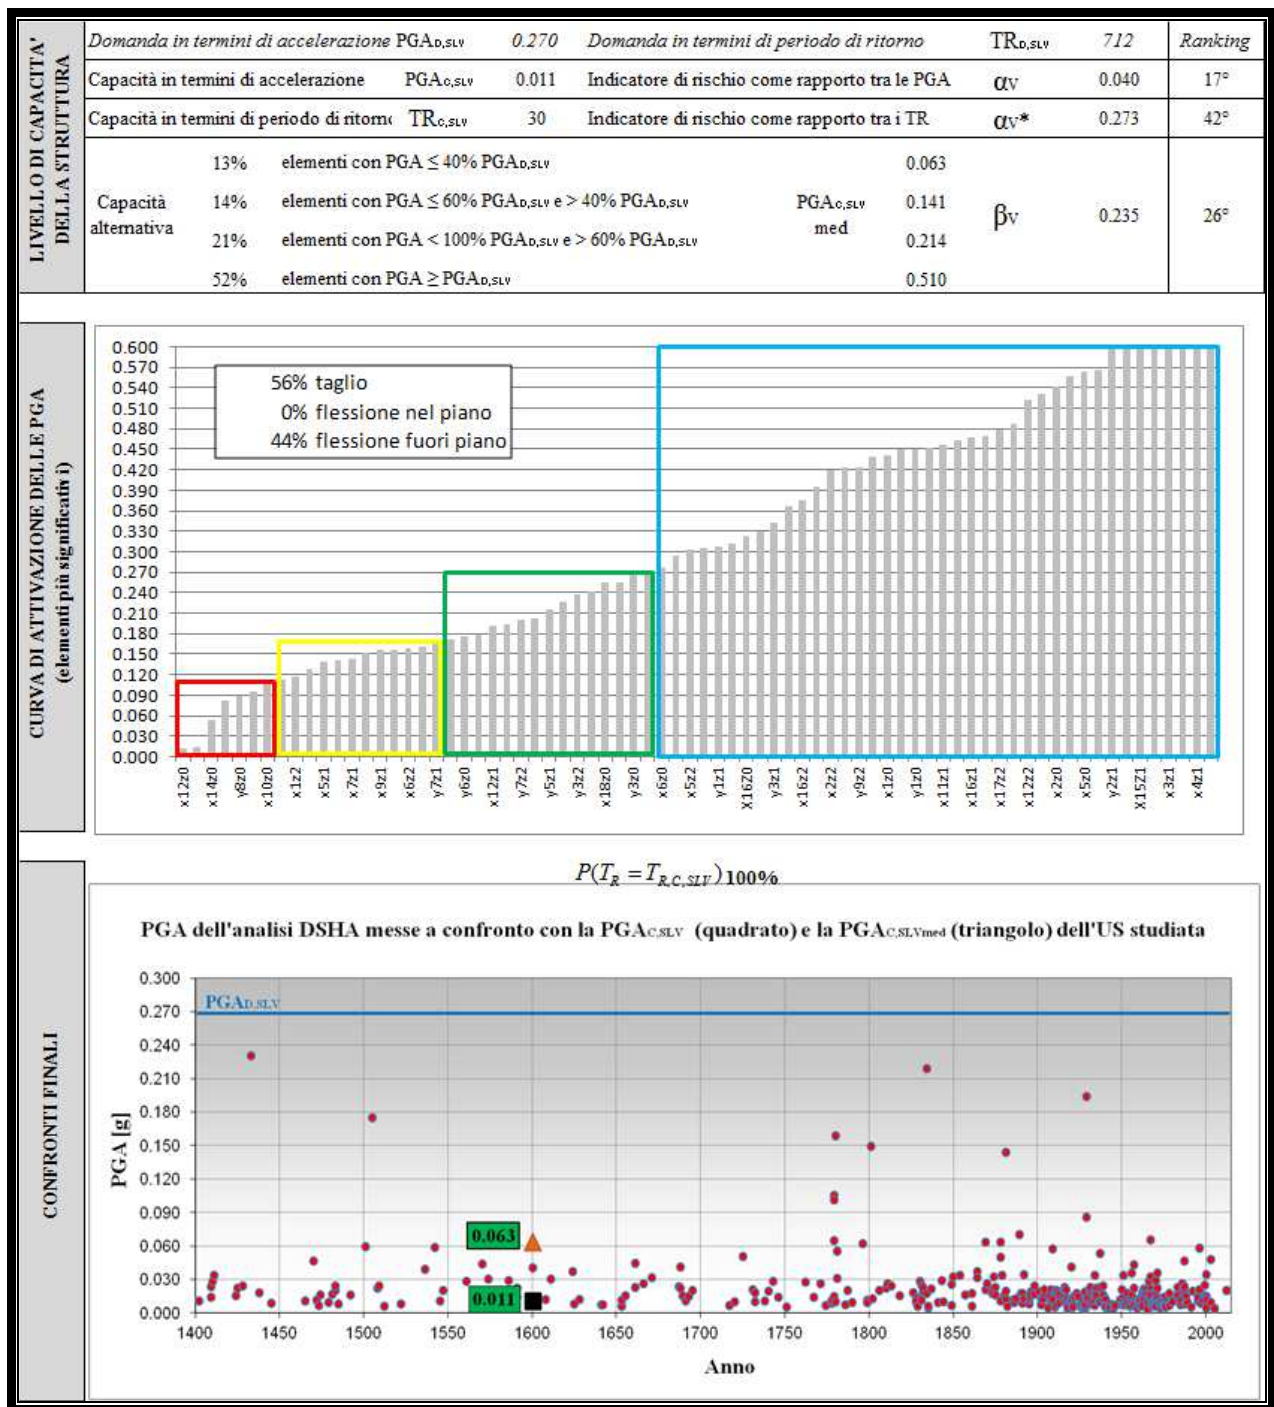 LIVELLO DI CAPACITA'
DELLA STRUTTURA
Domanda in termini di accelerazione PGAD,SLV 0.270 Domanda in termini di periodo di ritorno TRD,SLV 712 Ranking
Capacità in termini di accelerazione PGAC,SLV 0.011 Indicatore di rischio come rapporto tra le PGA αV 0.040 17°
Capacità in termini di periodo di ritorno TRC,SLV 30 Indicatore di rischio come rapporto tra i TR αV* 0.273 42°
Capacità
alternativa
13% elementi con PGA ≤ 40% PGAD,SLV 0.063
14% elementi con PGA ≤ 60% PGAD,SLV e > 40% PGAD,SLV 0.141
21% elementi con PGA < 100% PGAD,SLV e > 60% PGAD,SLV 0.214
52% elementi con PGA ≥ PGAD,SLV 0.510
PGAC,SLV
med
βV 0.235 26°
CURVA DI ATTIVAZIONE DELLE PGA
(elementi più significativi)
0.600
0.570
0.540
0.510
0.480
0.450
0.420
0.390
0.360
0.330
0.300
0.270
0.240
0.210
0.180
0.150
0.120
0.090
0.060
0.030
0.000
56% taglio
0% flessione nel piano
44% flessione fuori piano
x12z0 x14z0 y8z0 x10z0 x1z2 x5z1 x7z1 x9z1 x6z2 y7z1 y6z0 x12z1 y7z2 y5z1 y3z2 x18z0 y3z0 x6z0 x5z2 y1z1 X16Z0 y3z1 x16z2 x2z2 y9z2 x1z0 y1z0 x11z1 x16z1 x17z2 x12z2 x2z0 x5z0 y2z1 X15Z1 x3z1 x4z1
CONFRONTI FINALI
P(TR = TR,C,SLV) 100%
PGA dell'analisi DSHA messe a confronto con la PGAC,SLV (quadrato) e la PGAC,SLVmed (triangolo) dell'US studiata
PGA [g]
0.300
0.270
0.240
0.210
0.180
0.150
0.120
0.090
0.060
0.030
0.000
PGAD,SLV
0.063
0.011
1400 1450 1500 1550 1600 1650 1700 1750 1800 1850 1900 1950 2000
Anno